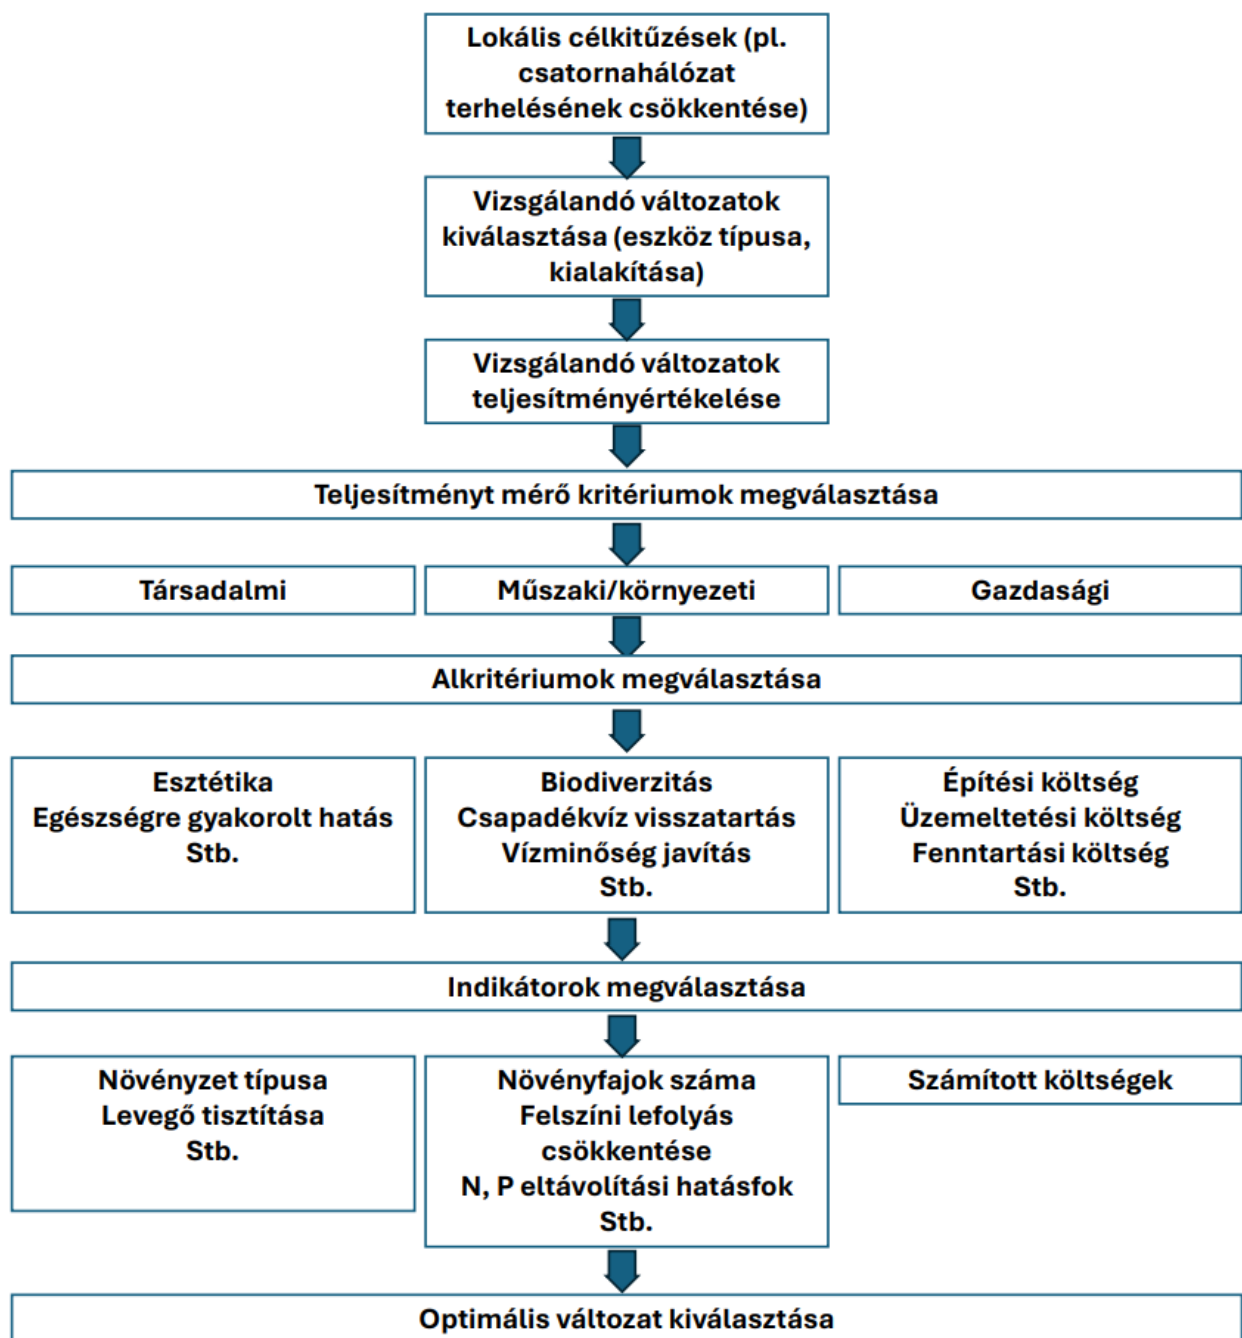 Lokális célkitűzések (pl.
csatornahálózat
terhelésének csökkentése)
Vizsgálandó változatok
kiválasztása (eszköz típusa,
kialakítása)
Vizsgálandó változatok
teljesítményértékelése
Teljesítményt mérő kritériumok megválasztása
Társadalmi
Műszaki/környezeti
Gazdasági
Alkritériumok megválasztása
Esztétika
Egészségre gyakorolt hatás
Stb.
Biodiverzitás
Csapadékvíz visszatartás
Vízminőség javítás
Stb.
Építési költség
Üzemeltetési költség
Fenntartási költség
Stb.
Indikátorok megválasztása
Növényzet típusa
Levegő tisztítása
Stb.
Növényfajok száma
Felszíni lefolyás
csökkentése
N, P eltávolítási hatásfok
Stb.
Számított költségek
Optimális változat kiválasztása